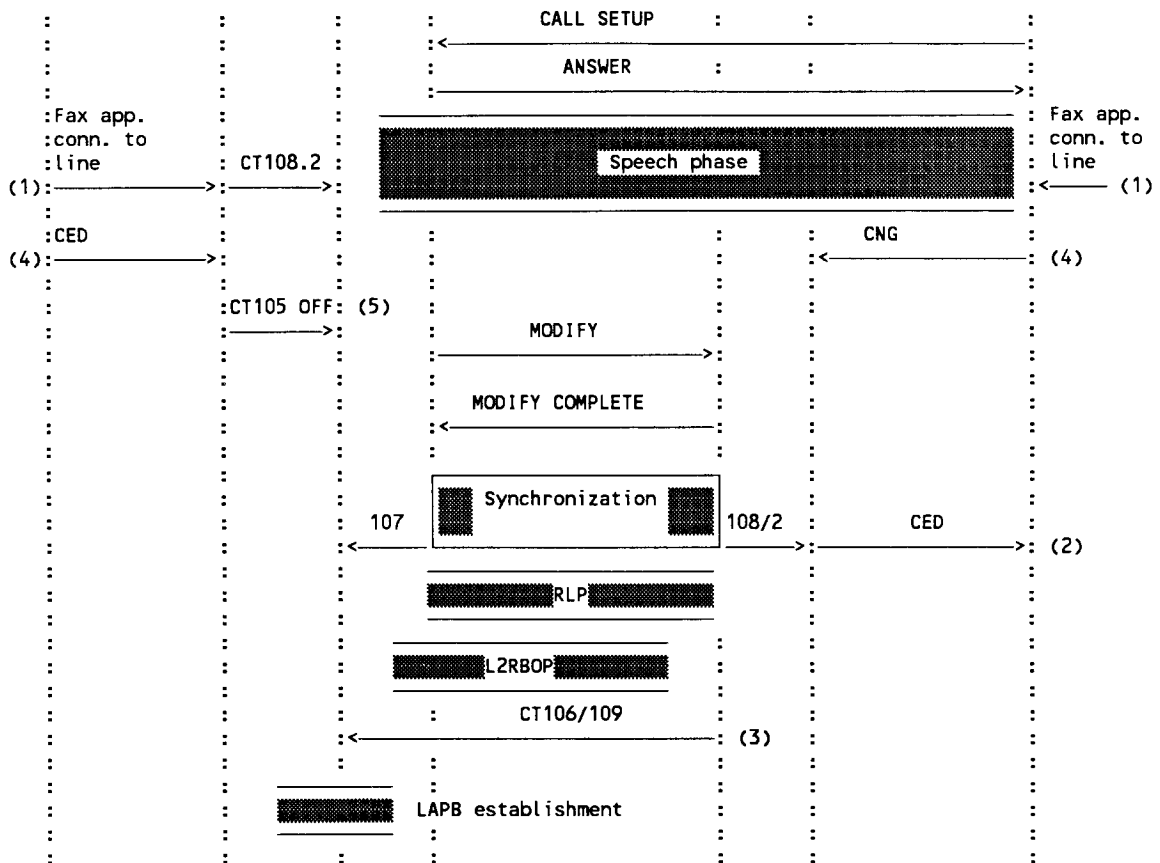 CALL SETUP
ANSWER
Fax app.
conn. to
line
CT108.2
Speech phase
Fax app.
conn. to
line
(1)
(1)
CED
CNG
(4)
(4)
CT105 OFF
(5)
MODIFY
MODIFY COMPLETE
Synchronization
107
108/2
CED
(2)
RLP
L2RBOP
CT106/109
(3)
LAPB establishment